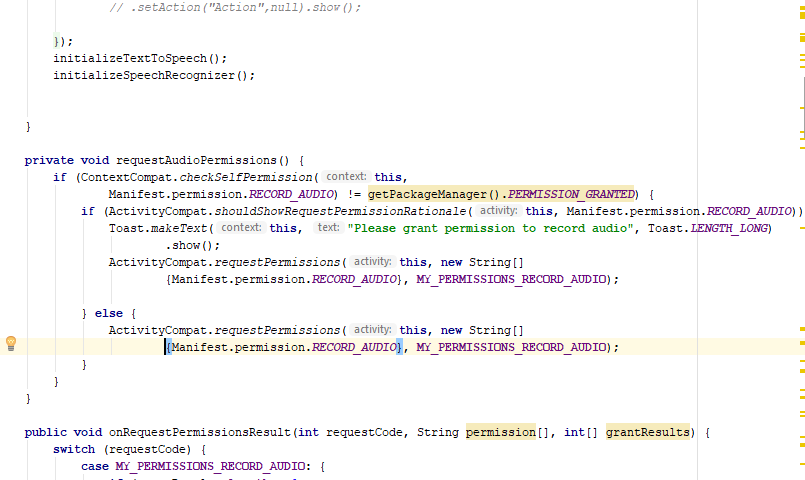 // .setAction("Action",null).show();
});
initializeTextToSpeech();
initializeSpeechRecognizer();
}
private void requestAudioPermissions() {
if (ContextCompat.checkSelfPermission( context: this,
Manifest.permission.RECORD_AUDIO) != getPackageManager().PERMISSION_GRANTED) {
if (ActivityCompat.shouldShowRequestPermissionRationale( activity: this, Manifest.permission.RECORD_AUDIO))
Toast.makeText( context: this, text: "Please grant permission to record audio", Toast.LENGTH_LONG)
.show();
ActivityCompat.requestPermissions( activity: this, new String[]
{Manifest.permission.RECORD_AUDIO}, MY_PERMISSIONS_RECORD_AUDIO);
} else {
ActivityCompat.requestPermissions( activity: this, new String[]
{Manifest.permission.RECORD_AUDIO}, MY_PERMISSIONS_RECORD_AUDIO);
}
}
}
public void onRequestPermissionsResult(int requestCode, String permission[], int[] grantResults) {
switch (requestCode) {
case MY_PERMISSIONS_RECORD_AUDIO: {